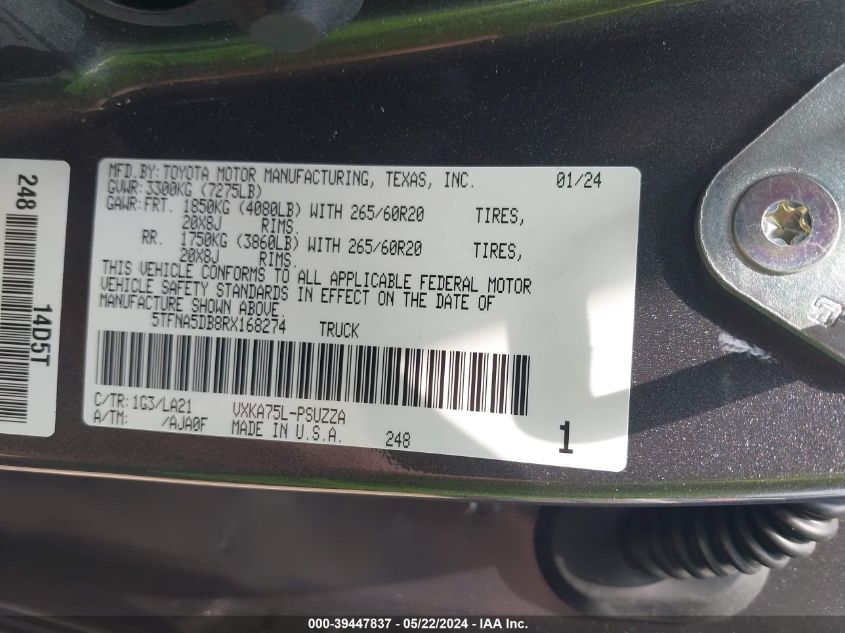 248
14D5T
MFD.BY: TOYOTA MOTOR MANUFACTURING, TEXAS, INC. 01/24
GVWR: 3300KG (7275LB)
GAWR: FRT. 1850KG (4080LB) WITH 265/60R20 TIRES,
20X8J RIMS.
RR. 1750KG (3860LB) WITH 265/60R20 TIRES,
20X8J RIMS.
THIS VEHICLE CONFORMS TO ALL APPLICABLE FEDERAL MOTOR
VEHICLE SAFETY STANDARDS IN EFFECT ON THE DATE OF
MANUFACTURE SHOWN ABOVE.
5TFNA5DB8RX168274 TRUCK
C/TR: 1G3/LA21 VXKA75L-PSUZZA
A/TM: /AJA0F MADE IN U.S.A. 248 1
000-39447837 - 05/22/2024 - IAA Inc.